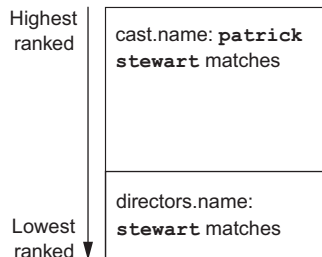 Highest
ranked
cast.name: patrick
stewart matches
directors.name:
stewart matches
Lowest
ranked